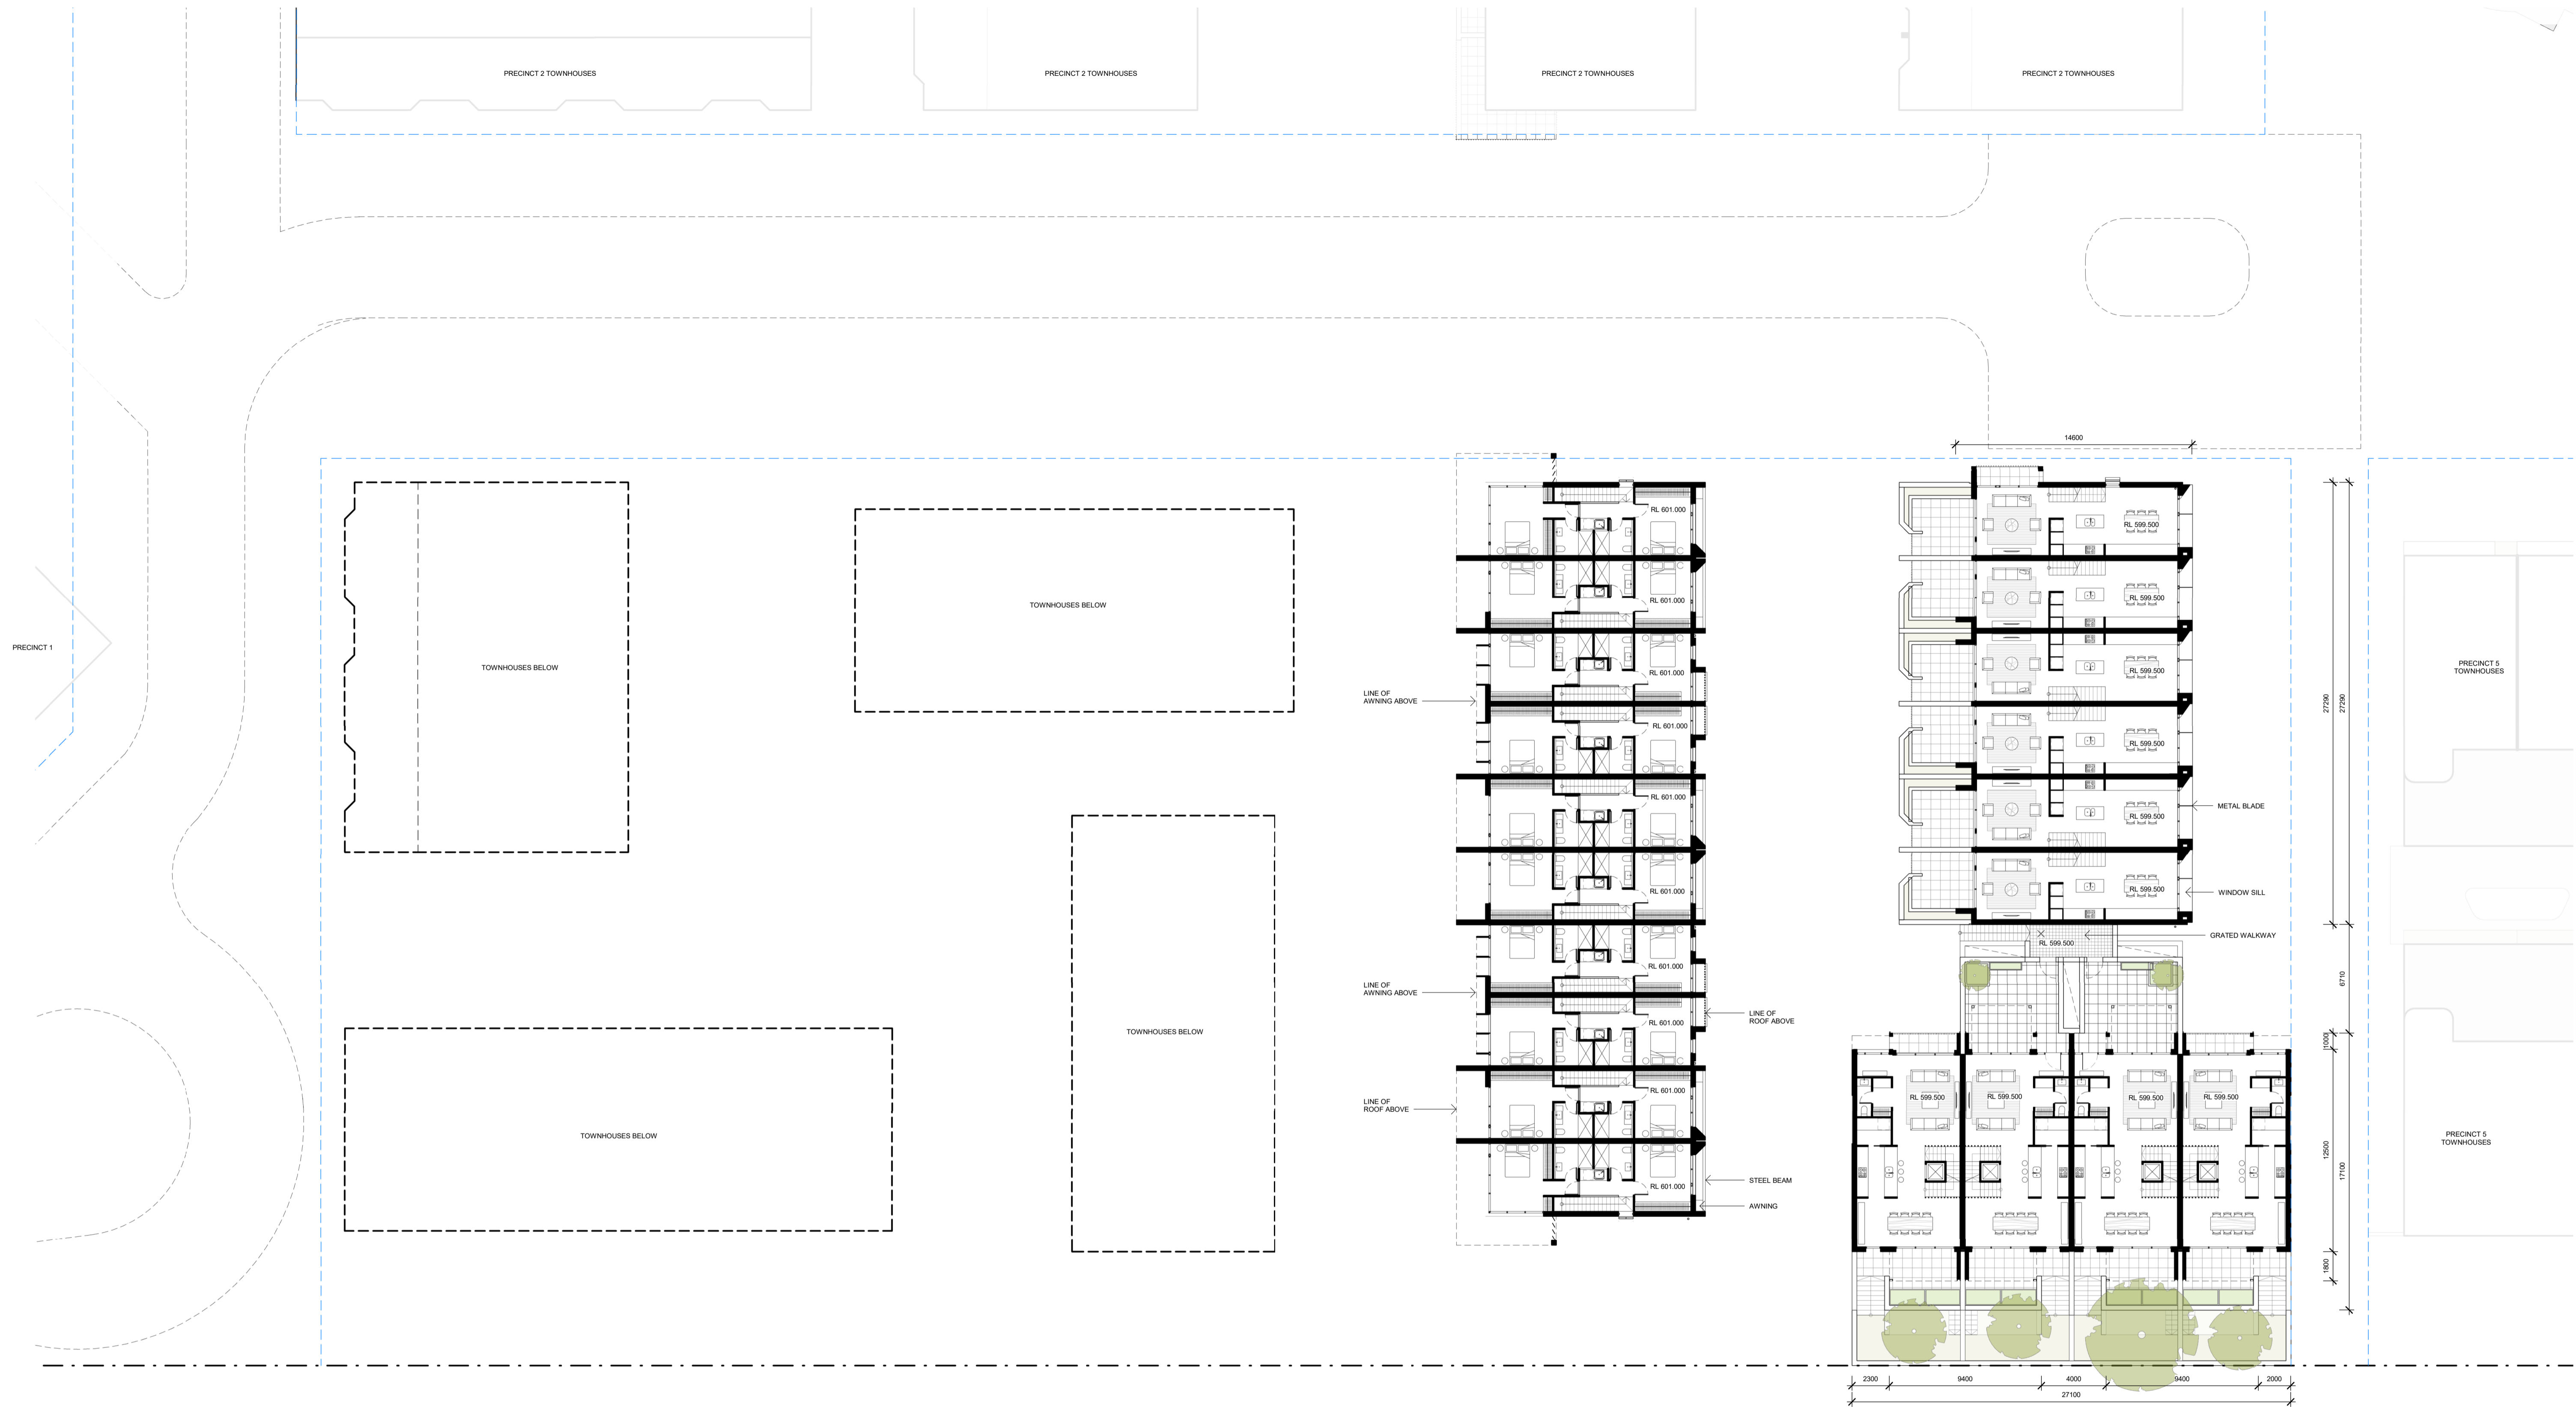 PRECINCT 2 TOWNHOUSES
PRECINCT 2 TOWNHOUSES
PRECINCT 2 TOWNHOUSES
PRECINCT 2 TOWNHOUSES
14600
RL 601.000
RL 599.500
RL 601.000
RL 599.500
TOWNHOUSES BELOW
PRECINCT 1
TOWNHOUSES BELOW
RL 601.000
RL 599.500
PRECINCT 5
TOWNHOUSES
LINE OF
AWNING ABOVE
27290
27290
RL 601.000
RL 599.500
RL 601.000
METAL BLADE
RL 599.500
RL 601.000
RL 599.500
WINDOW SILL
GRATED WALKWAY
RL 599.500
RL 601.000
6710
LINE OF
AWNING ABOVE
LINE OF
ROOF ABOVE
RL 601.000
TOWNHOUSES BELOW
1000
RL 601.000
RL 599.500
RL 599.500
RL 599.500
RL 599.500
LINE OF
ROOF ABOVE
TOWNHOUSES BELOW
PRECINCT 5
TOWNHOUSES
12500
17100
STEEL BEAM
RL 601.000
AWNING
1800
2300
9400
4000
9400
2000
27100